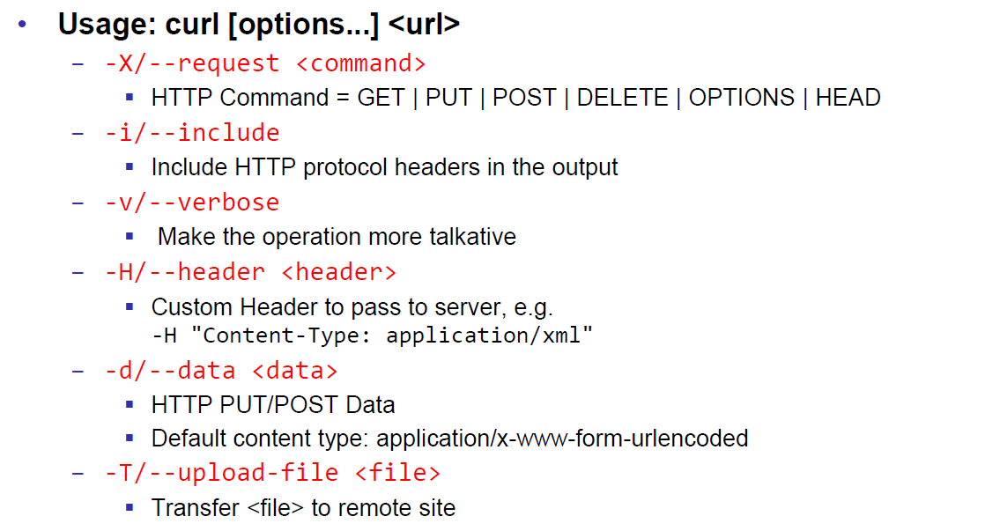 • Usage: curl [options...] <url>
– -X/--request <command>
▪ HTTP Command = GET | PUT | POST | DELETE | OPTIONS | HEAD
– -i/--include
▪ Include HTTP protocol headers in the output
– -v/--verbose
▪ Make the operation more talkative
– -H/--header <header>
▪ Custom Header to pass to server, e.g.
-H "Content-Type: application/xml"
– -d/--data <data>
▪ HTTP PUT/POST Data
▪ Default content type: application/x-www-form-urlencoded
– -T/--upload-file <file>
▪ Transfer <file> to remote site